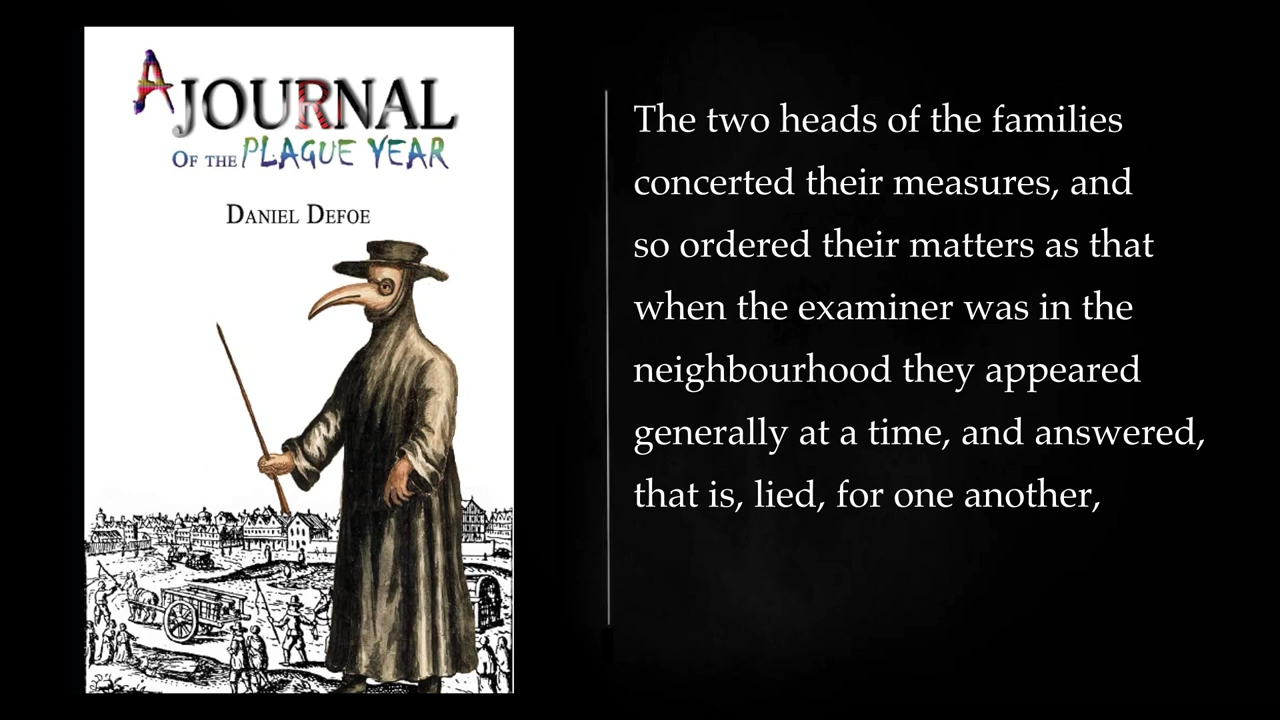 A JOURNAL
OF THE PLAGUE YEAR
DANIEL DEFOE
The two heads of the families
concerted their measures, and
so ordered their matters as that
when the examiner was in the
neighbourhood they appeared
generally at a time, and answered,
that is, lied, for one another,